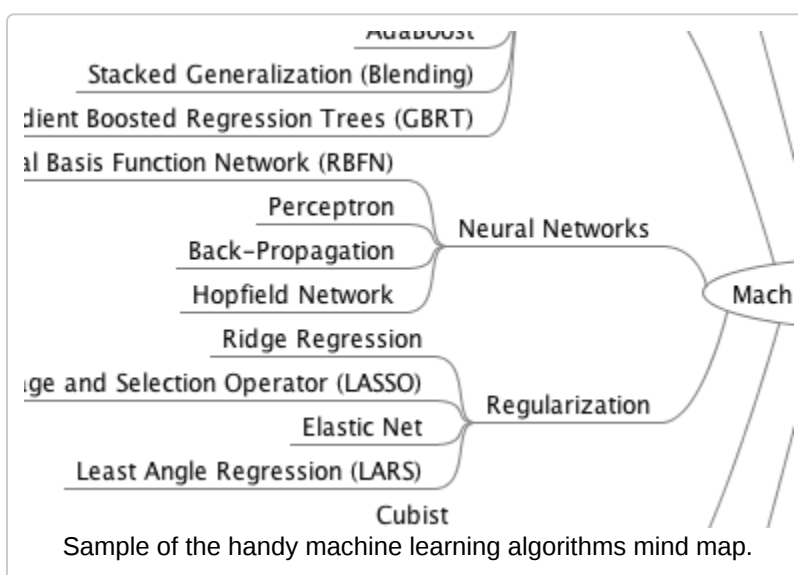 AdaBoost
Stacked Generalization (Blending)
dient Boosted Regression Trees (GBRT)
al Basis Function Network (RBFN)
Perceptron
Neural Networks
Back-Propagation
Hopfield Network
Mach
Ridge Regression
age and Selection Operator (LASSO)
Regularization
Elastic Net
Least Angle Regression (LARS)
Cubist
Sample of the handy machine learning algorithms mind map.